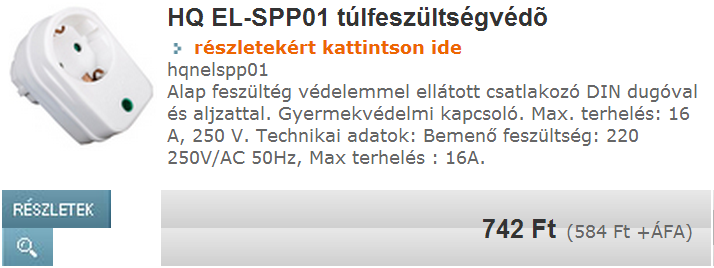 HQ EL-SPP01 túlfeszültségvédõ
részletekért kattintson ide
hqnelspp01
Alap feszültég védelemmel ellátott csatlakozó DIN dugóval
és aljzattal. Gyermekvédelmi kapcsoló. Max. terhelés: 16
A, 250 V. Technikai adatok: Bemenő feszültség: 220
250V/AC 50Hz, Max terhelés : 16A.
RÉSZLETEK
742 Ft (584 Ft +ÁFA)